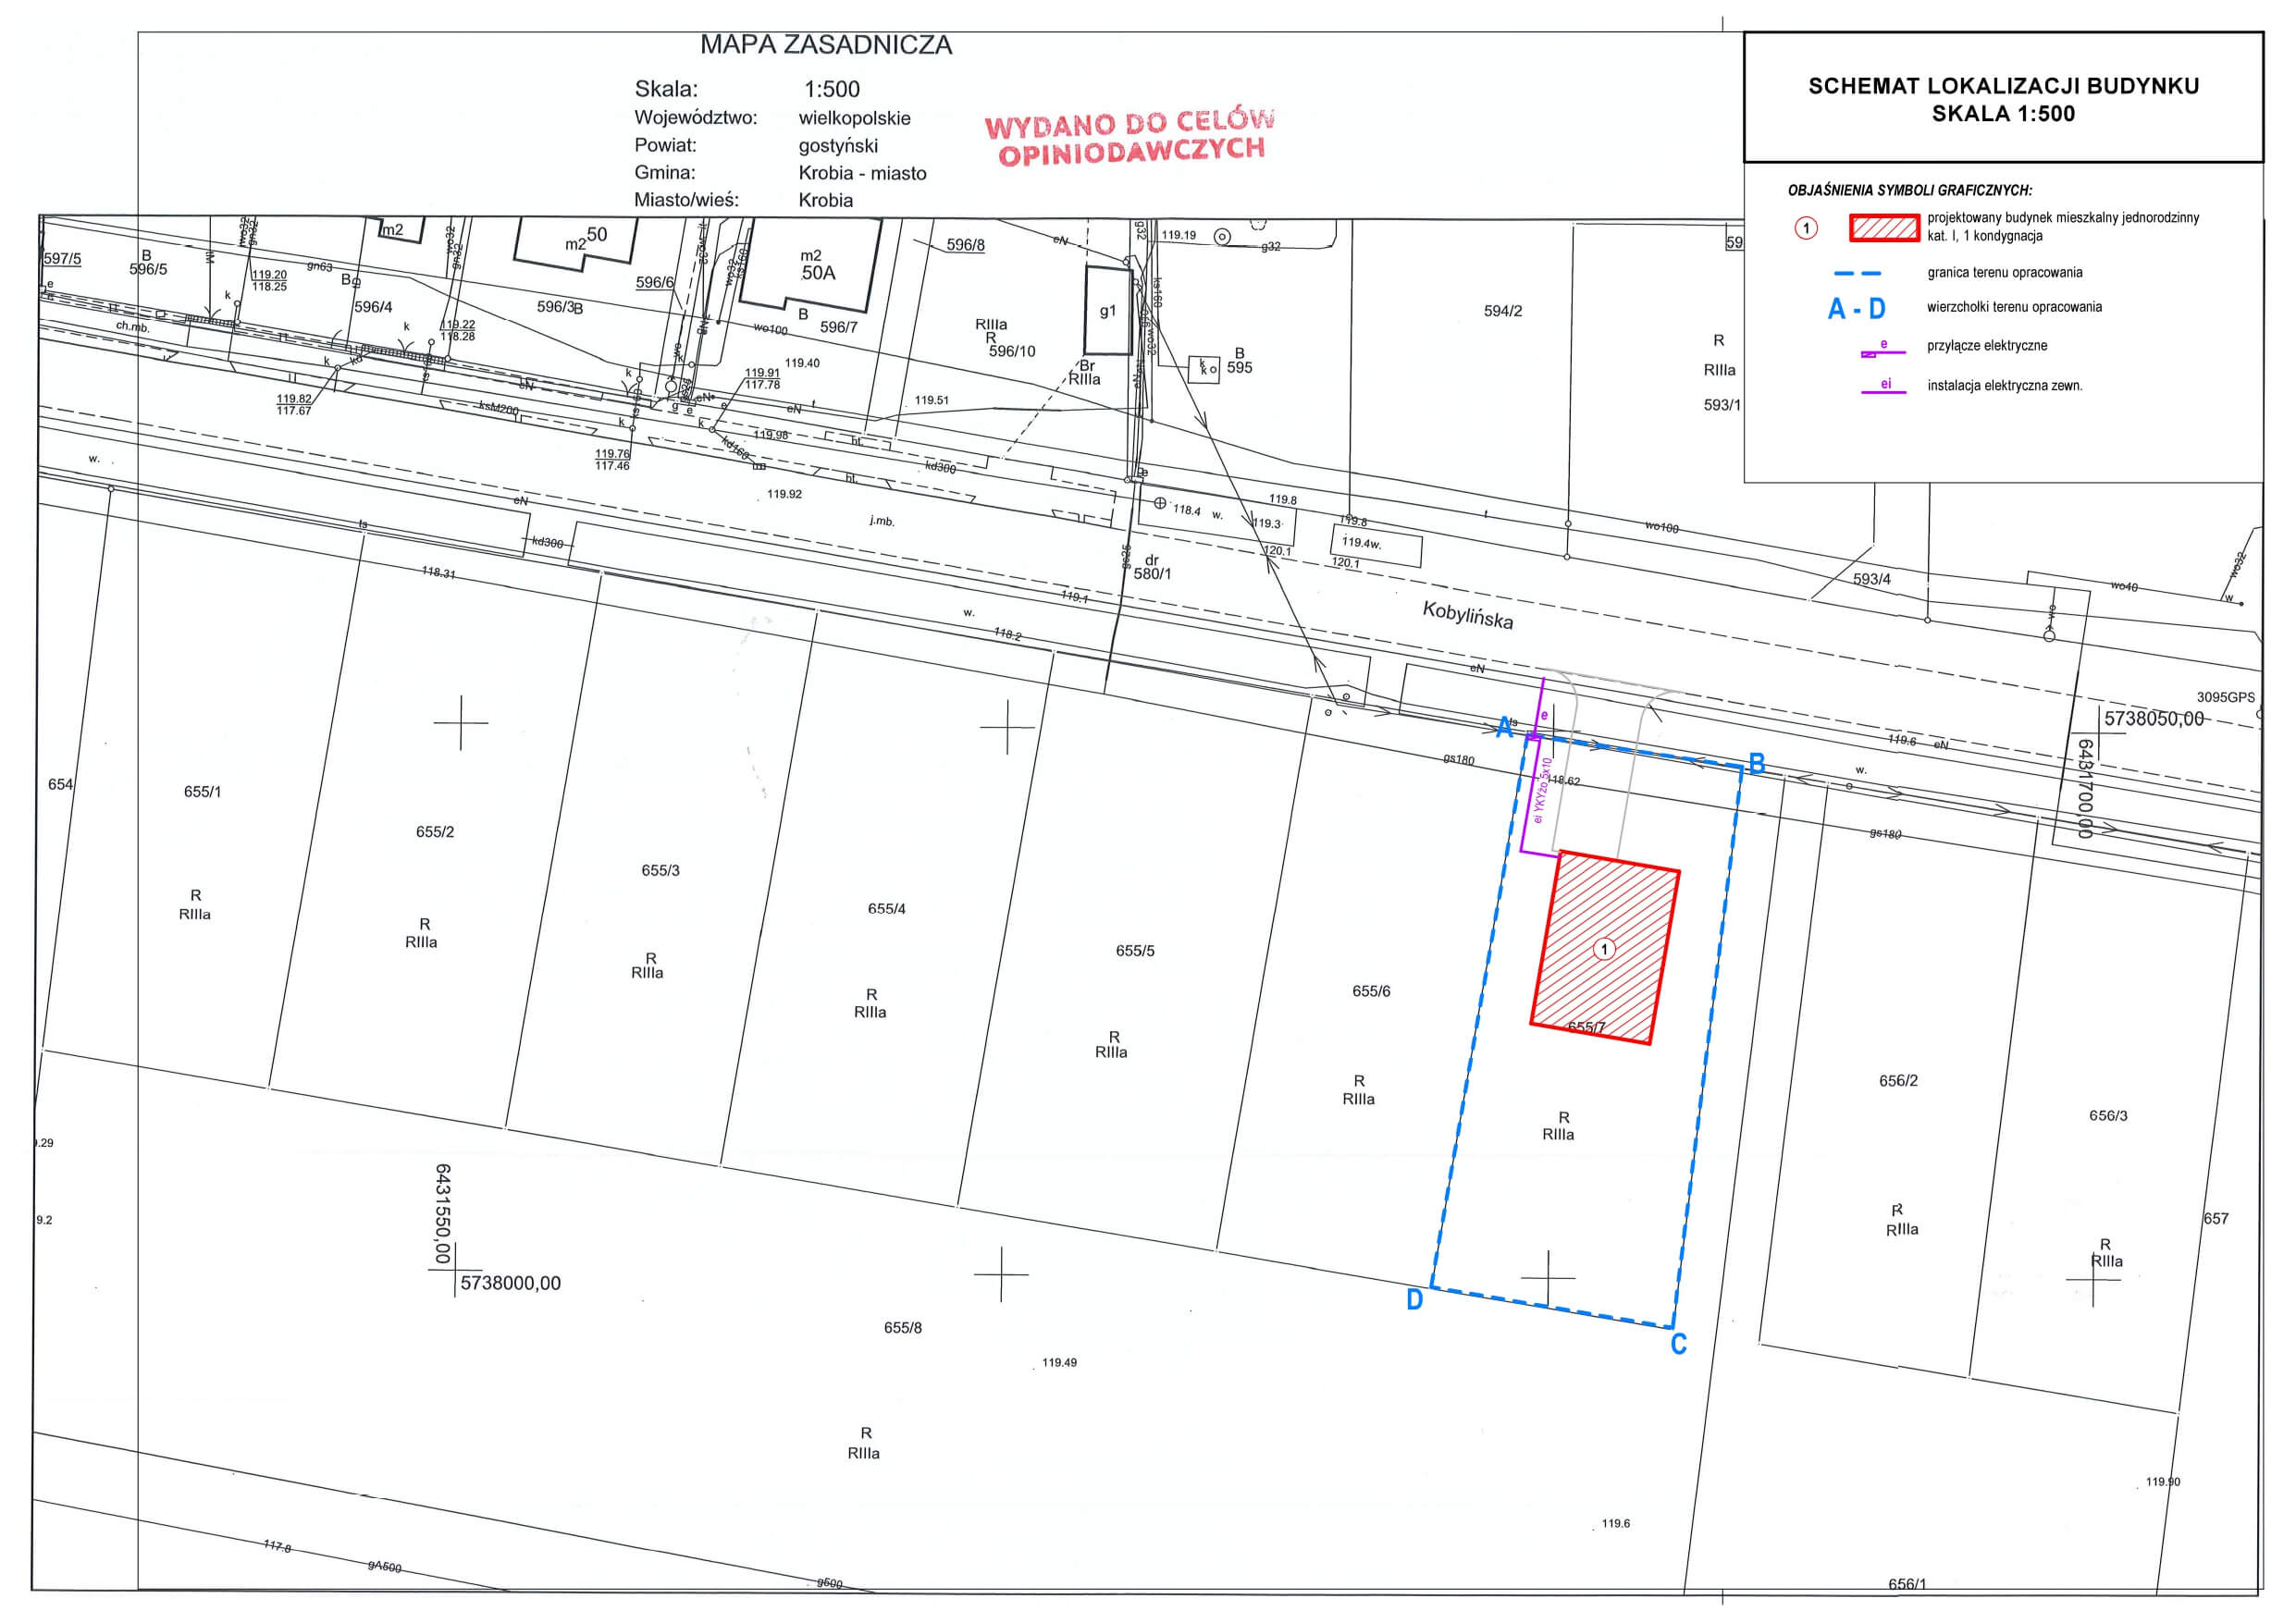 MAPA ZASADNICZA
Skala: 1:500
Województwo: wielkopolskie
Powiat: gostyński
Gmina: Krobia - miasto
Miasto/wieś: Krobia
WYDANO DO CELÓW
OPINIODAWCZYCH
SCHEMAT LOKALIZACJI BUDYNKU
SKALA 1:500
OBJAŚNIENIA SYMBOLI GRAFICZNYCH:
1
projektowany budynek mieszkalny jednorodzinny
kat. I, 1 kondygnacja
granica terenu opracowania
A - D
wierzchołki terenu opracowania
e
przyłącze elektryczne
ei
instalacja elektryczna zewn.
597/5
B
596/5
119.20
118.25
gn63
m2
B
596/4
119.22
118.28
m2 50
596/3
B
596/6
m2
50A
B
596/7
wo100
119.40
596/8
RIIIa
R
596/10
g1
Br
RIIIa
119.51
119.19
g32
ks160
B
595
594/2
R
RIIIa
593/1
59
ch.mb.
119.82
117.67
ksM200
119.76
117.46
119.91
117.78
119.98
kd160
kd300
ht.
ht.
119.92
j.mb.
w.
eN
ts
kd300
118.31
119.1
w.
118.2
118.4
w.
119.3
119.8
119.8
119.4w.
120.1
120.1
dr
580/1
Kobylińska
wo100
593/4
wo40
wo32
3095GPS
5738050,00
6431700,00
119.6
eN
w.
gs180
gs180
118.62
A
B
e
ei YKYżo 5x10
1
655/7
R
RIIIa
D
C
654
655/1
R
RIIIa
655/2
R
RIIIa
655/3
R
RIIIa
655/4
R
RIIIa
655/5
R
RIIIa
655/6
R
RIIIa
656/2
R
RIIIa
656/3
R
RIIIa
657
9.2
6431550,00
5738000,00
655/8
119.49
R
RIIIa
119.6
119.90
656/1
117.8
gA500
g500